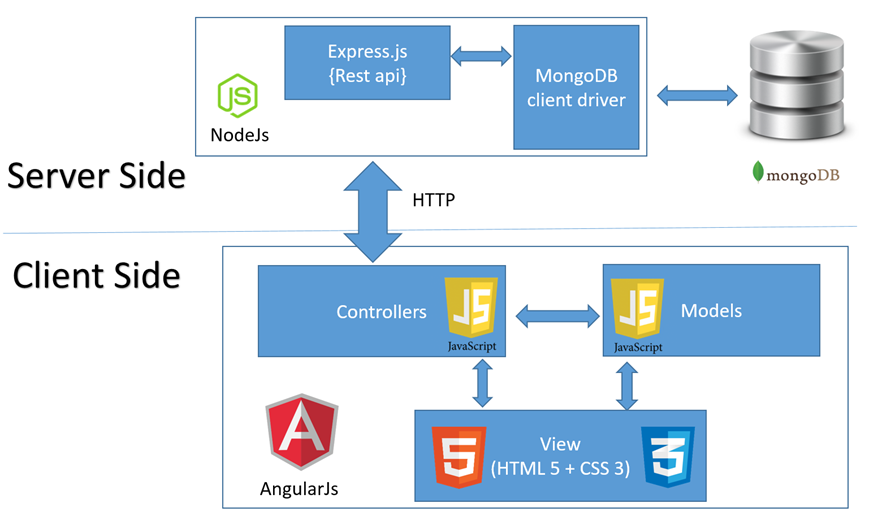 Express.js
{Rest api}
MongoDB
client driver
JS
NodeJs
mongoDB
Server Side
HTTP
Client Side
Controllers
JS
JavaScript
JS
JavaScript
Models
A
AngularJs
5
View
(HTML 5 + CSS 3)
3